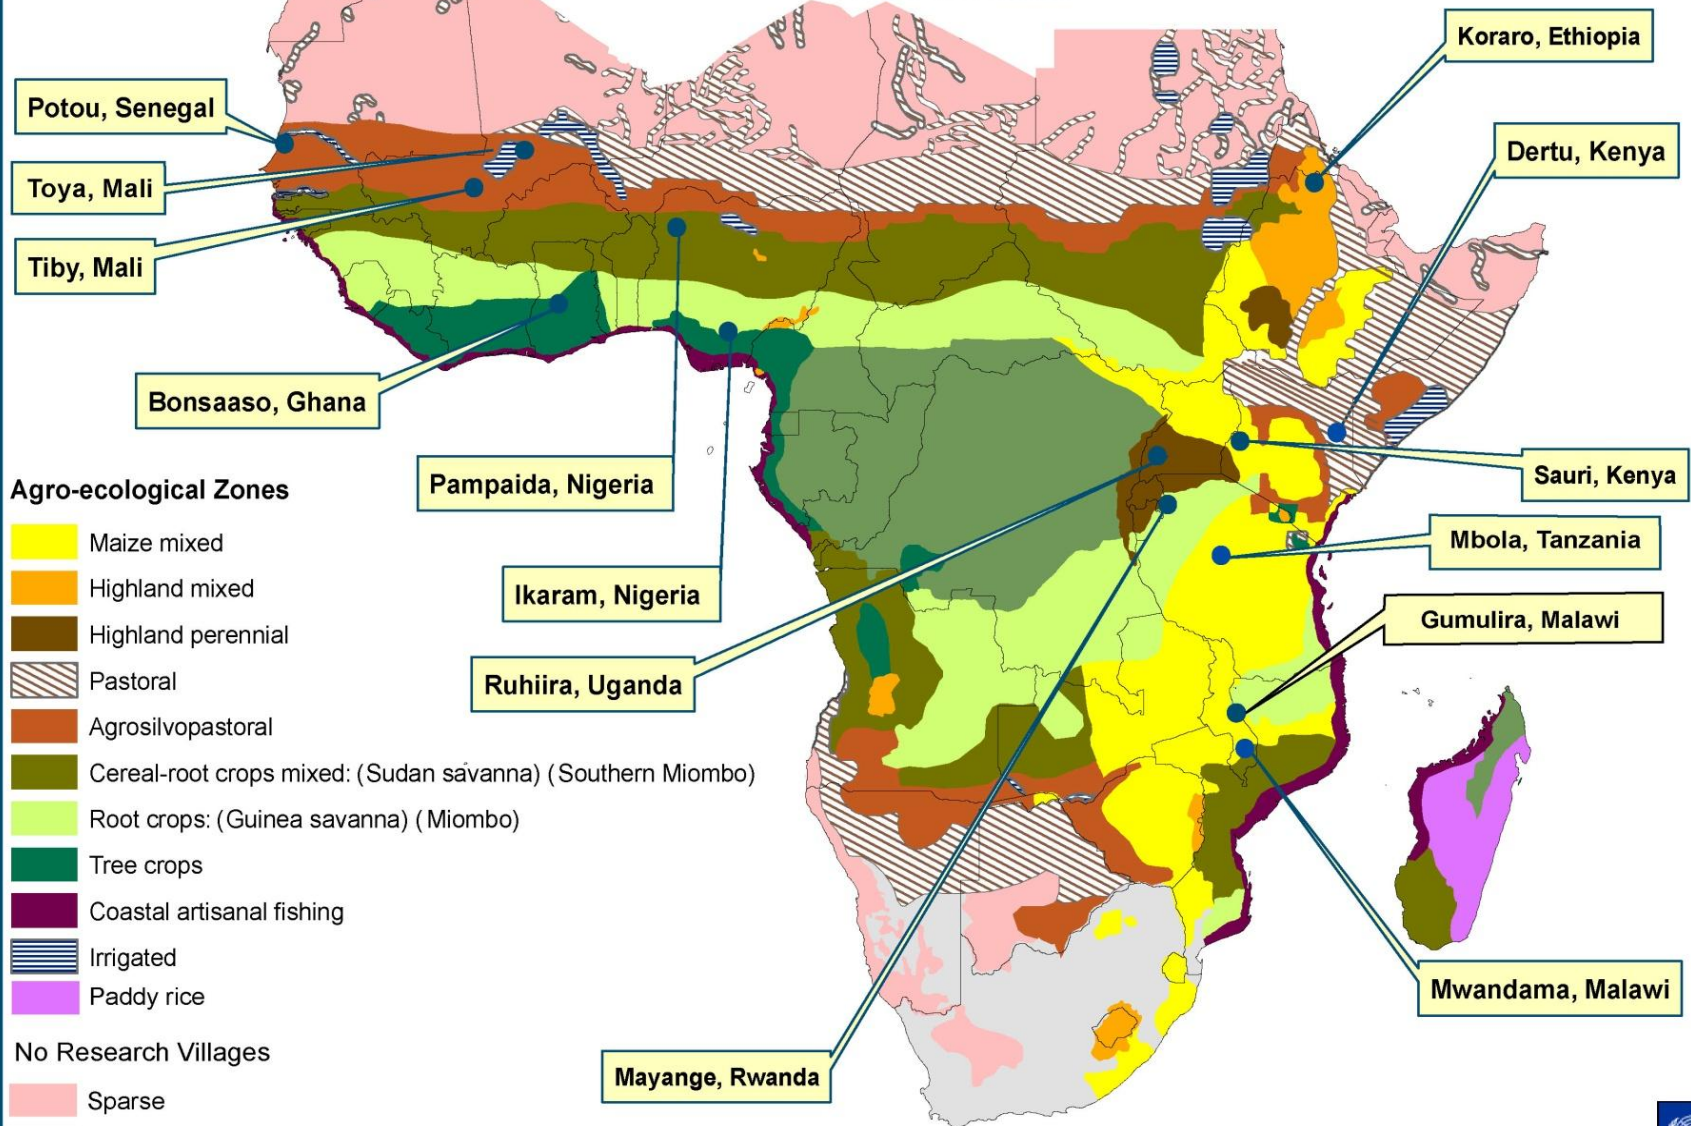 Koraro, Ethiopia
Potou, Senegal
Dertu, Kenya
Toya, Mali
Tiby, Mali
Bonsaaso, Ghana
Pampaida, Nigeria
Sauri, Kenya
Mbola, Tanzania
Ikaram, Nigeria
Gumulira, Malawi
Ruhiira, Uganda
Mwandama, Malawi
Mayange, Rwanda
Agro-ecological Zones
Maize mixed
Highland mixed
Highland perennial
Pastoral
Agrosilvopastoral
Cereal-root crops mixed: (Sudan savanna) (Southern Miombo)
Root crops: (Guinea savanna) ( Miombo)
Tree crops
Coastal artisanal fishing
Irrigated
Paddy rice
No Research Villages
Sparse